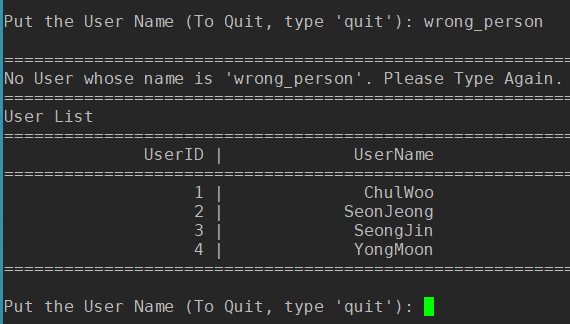 Put the User Name (To Quit, type 'quit'): wrong_person
=========================================================
No User whose name is 'wrong_person'. Please Type Again.
=========================================================
User List
=========================================================
UserID | UserName
=========================================================
1 | ChulWoo
2 | SeonJeong
3 | SeongJin
4 | YongMoon
=========================================================
Put the User Name (To Quit, type 'quit'):